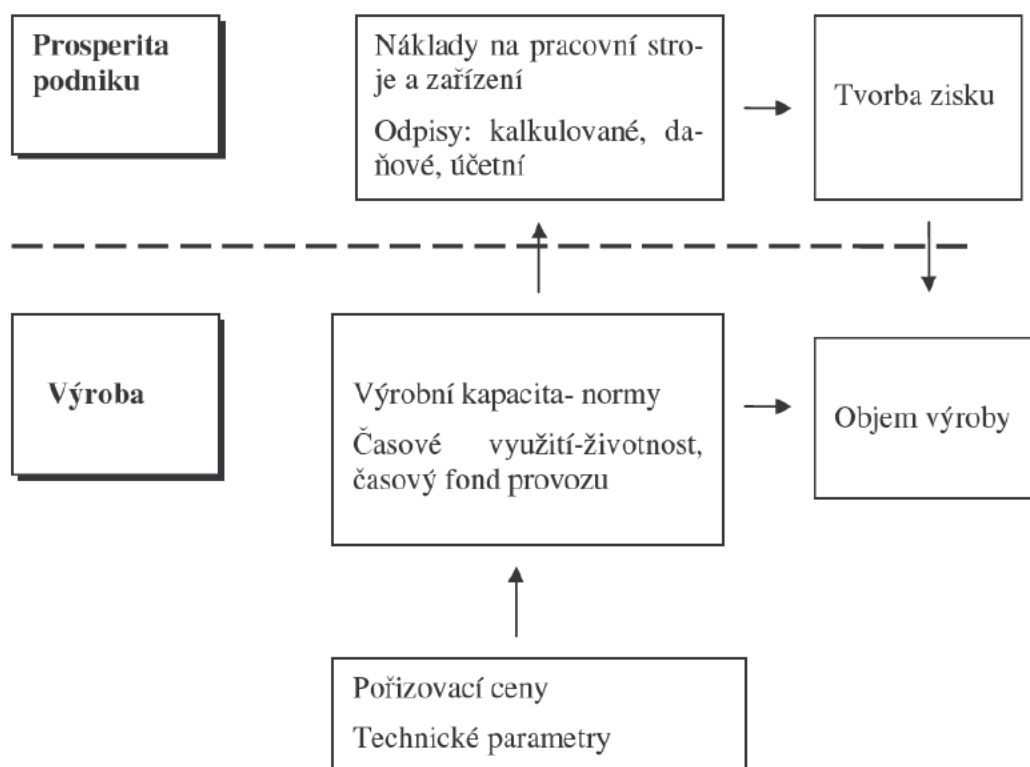 Prosperita
podniku
Náklady na pracovní stro-
je a zařízení
Odpisy: kalkulované, da-
ňové, účetní
Tvorba zisku
Výroba
Výrobní kapacita- normy
Časové využití-životnost,
časový fond provozu
Objem výroby
Pořizovací ceny
Technické parametry